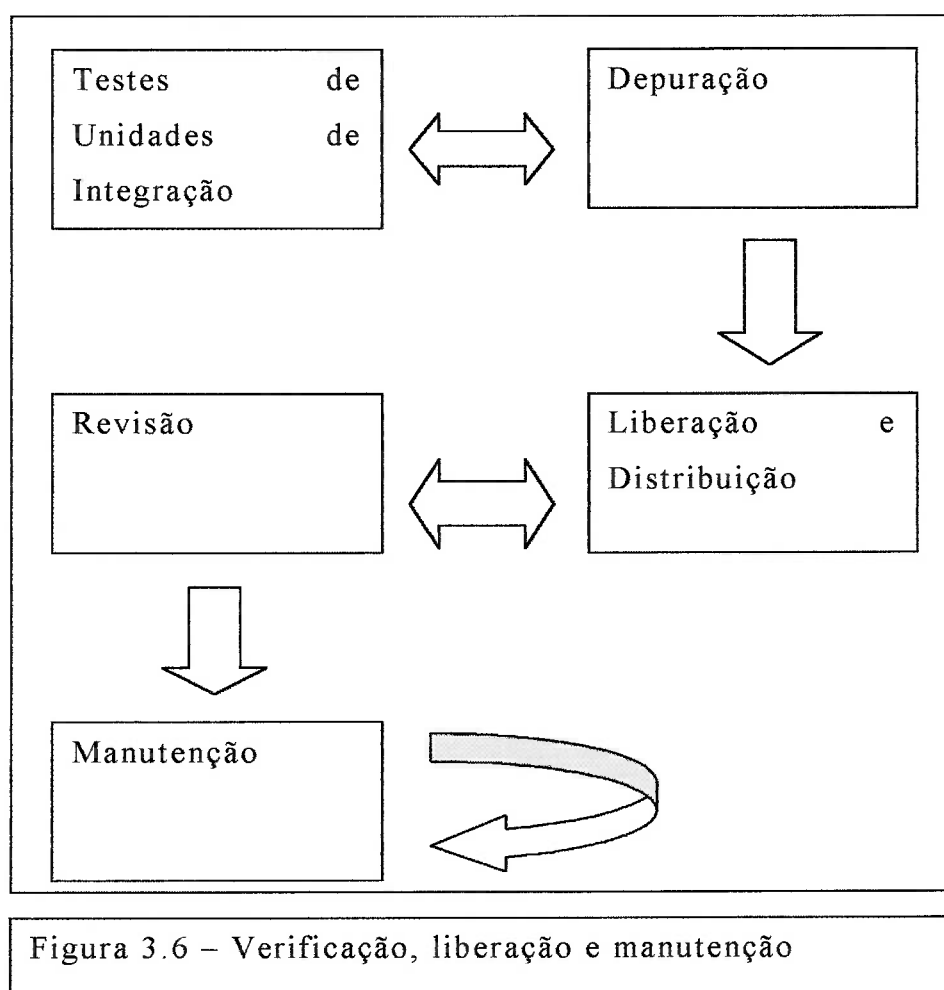 Testes de
Unidades de
Integração
Depuração
Revisão
Liberação e
Distribuição
Manutenção
Figura 3.6 – Verificação, liberação e manutenção